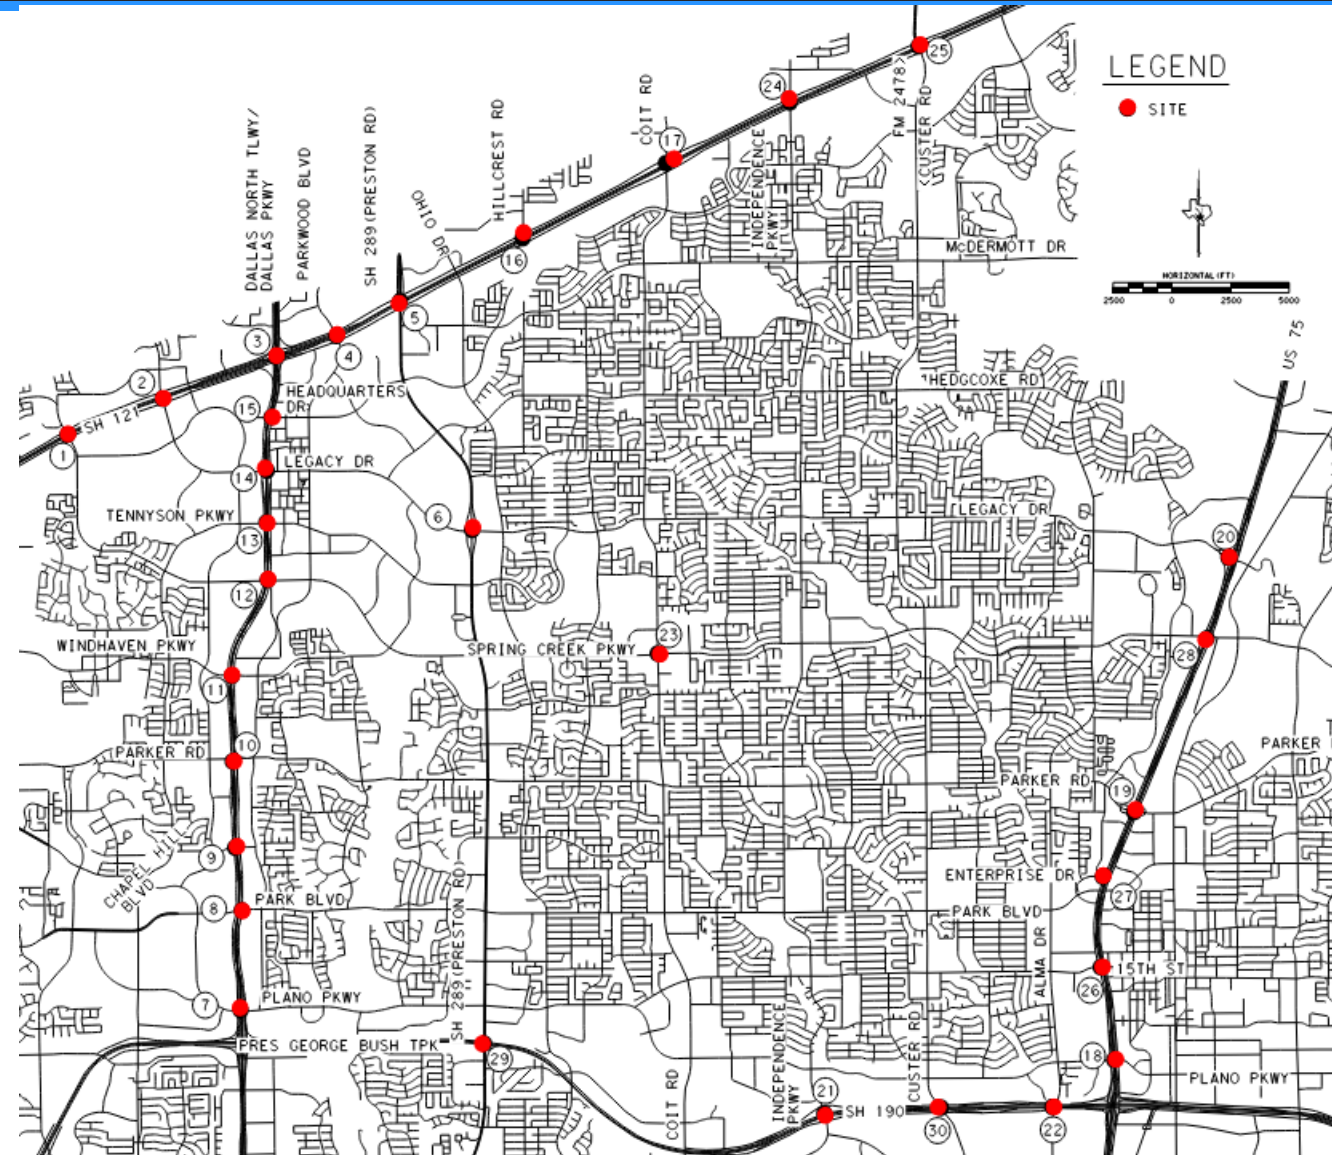 LEGEND
SITE
HORIZONTAL (FT)
2500 0 2500 5000
25
24
17
FM 2478>
<CUSTER RD
COIT RD
INDEPENDENCE
PKWY
HILLCREST RD
OHIO DR
SH 289(PRESTON RD)
PARKWOOD BLVD
DALLAS NORTH TLWY/
DALLAS PKWY
McDERMOTT DR
16
5
4
3
2
1
SH 121
US 75
HEADQUARTERS
DR
15
HEDGCOXE RD
LEGACY DR
14
TENNYSON PKWY
13
6
LEGACY DR
20
12
WINDHAVEN PKWY
SPRING CREEK PKWY
23
28
11
10
PARKER RD
PARKER
PARKER RD
19
9
CHAPEL HILL
BLVD
ENTERPRISE DR
27
8
PARK BLVD
PARK BLVD
SH 289(PRESTON RD)
ALMA DR
15TH ST
26
7
PLANO PKWY
PRES GEORGE BUSH TPK
29
COIT RD
INDEPENDENCE
PKWY
CUSTER RD
18
PLANO PKWY
21
SH 190
30
22